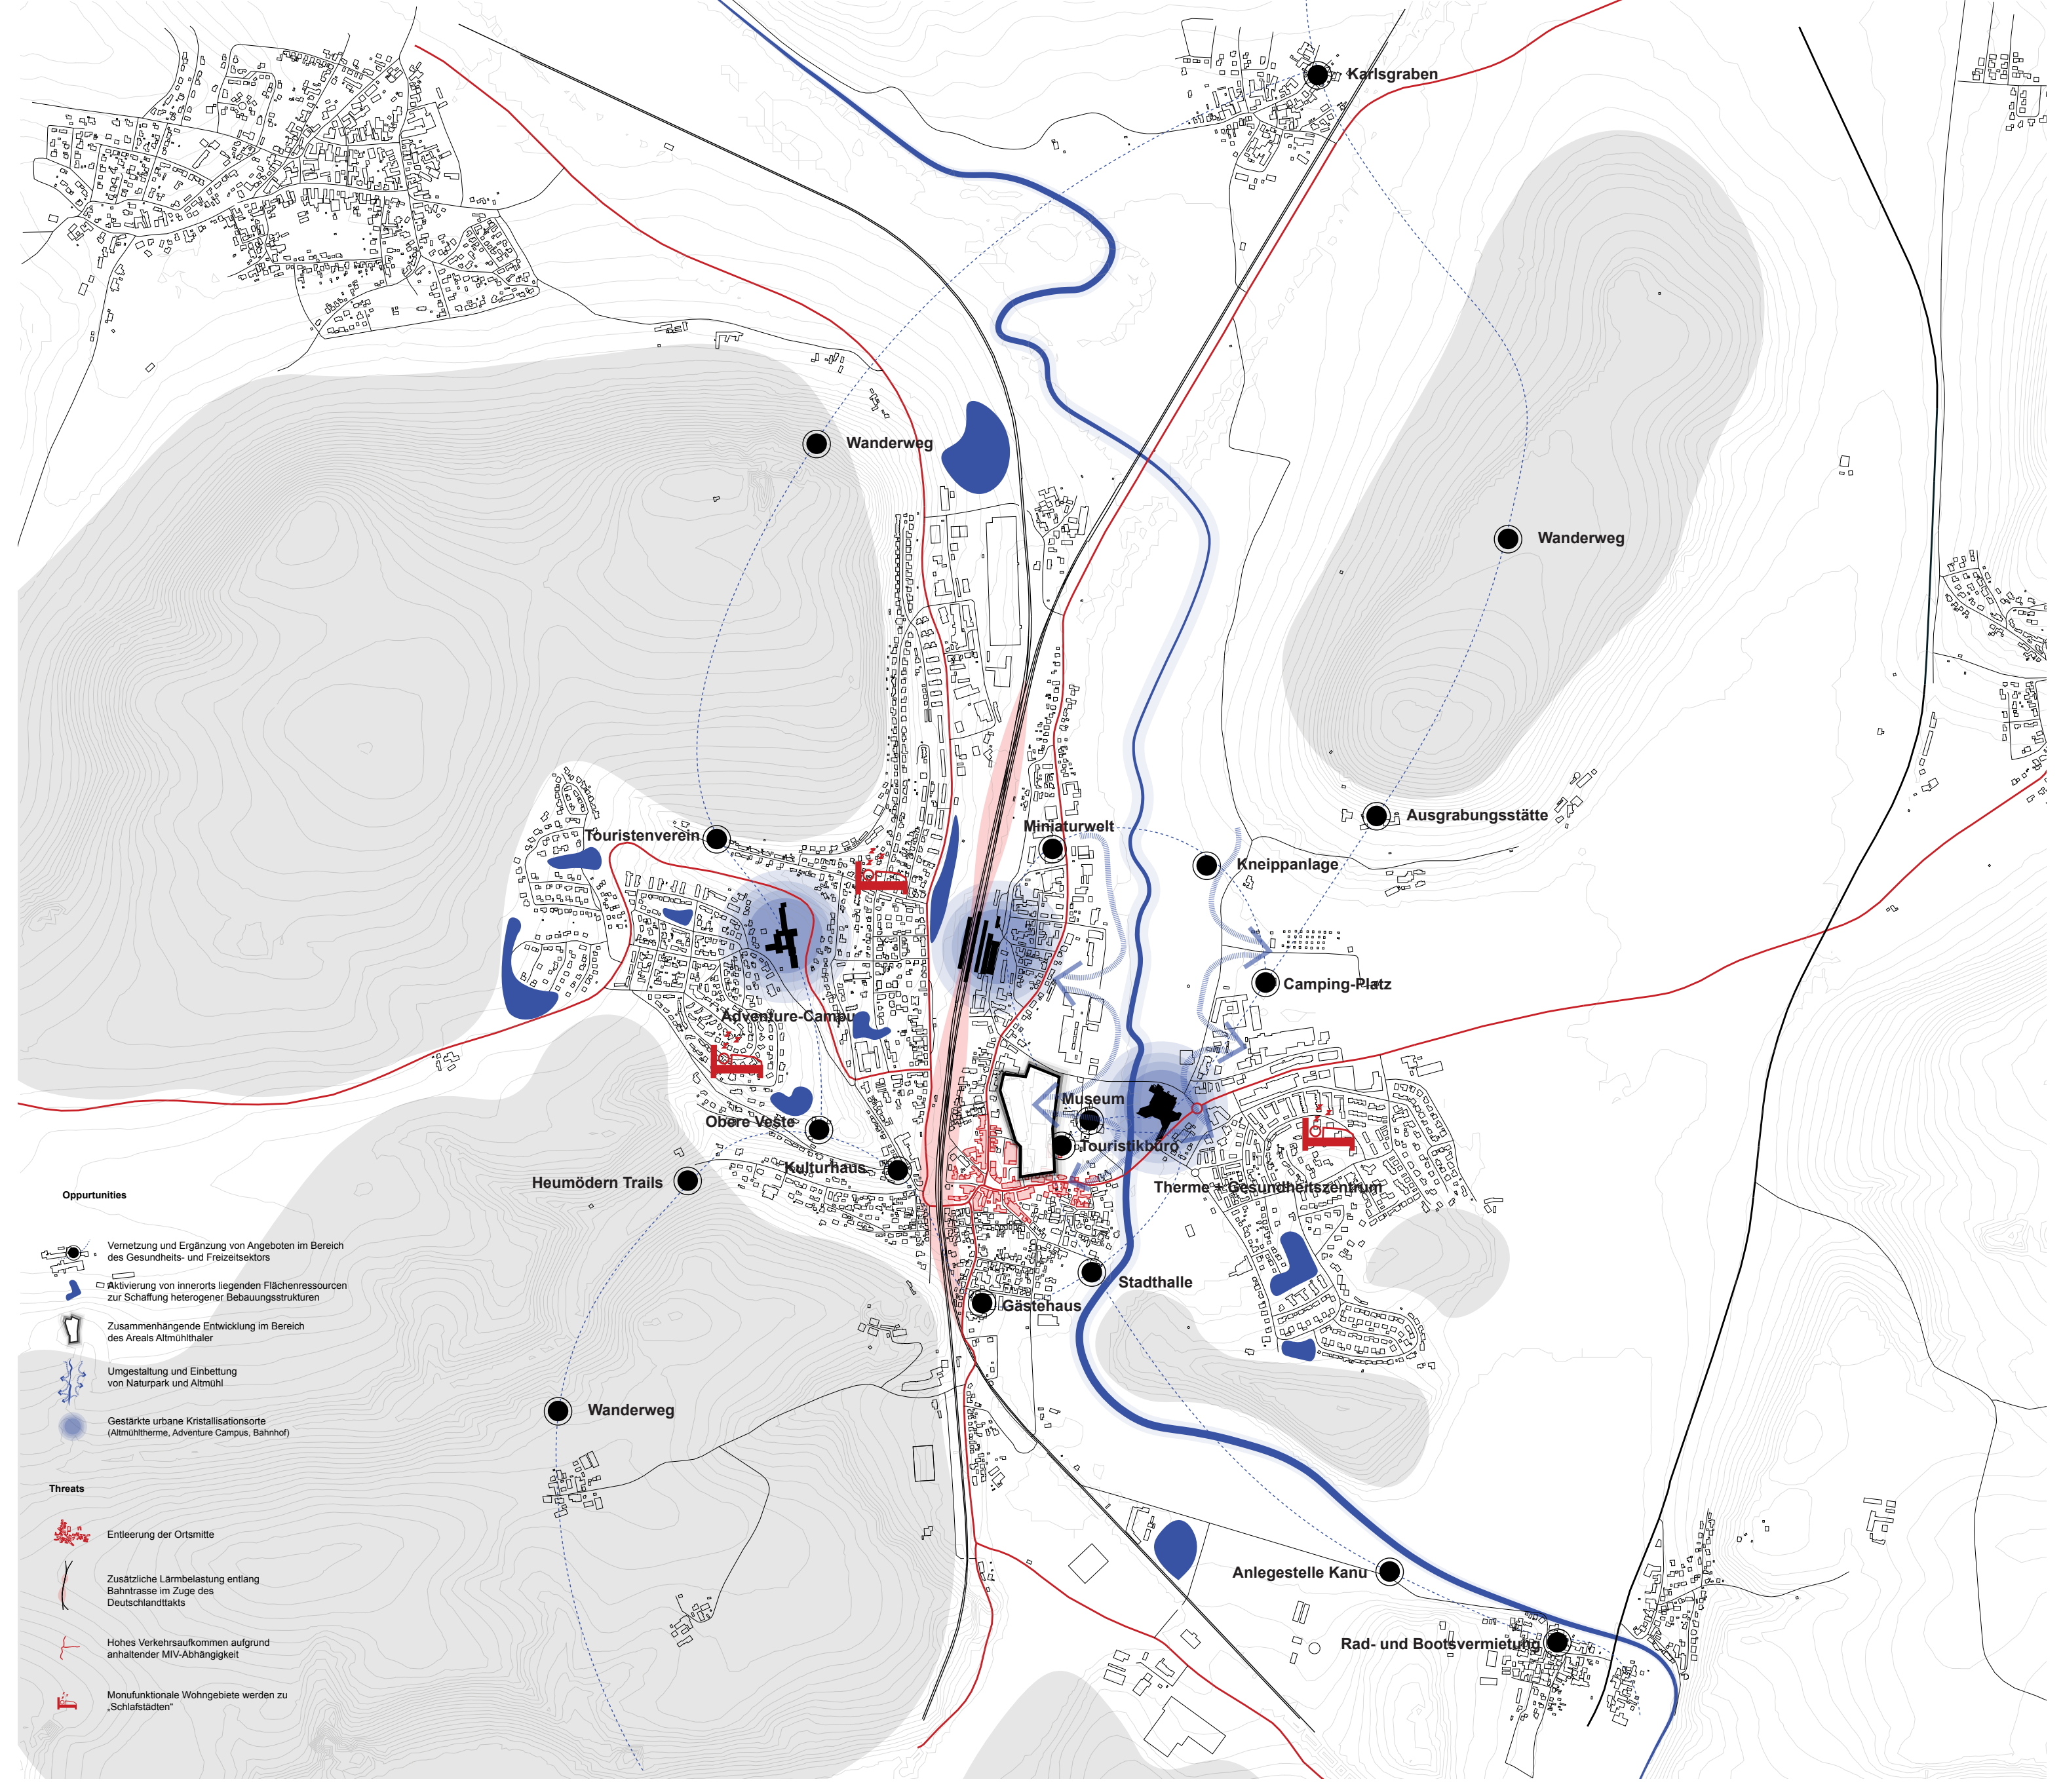 Karlsgraben
Wanderweg
Wanderweg
Touristenverein
Miniaturwelt
Ausgrabungsstätte
Kneippanlage
Camping-Platz
Adventure-Campu
Museum
Obere Veste
Touristikbüro
Kulturhaus
Heumödern Trails
Therme + Gesundheitszentrum
Stadthalle
Gästehaus
Wanderweg
Anlegestelle Kanu
Rad- und Bootsvermietung
Oppurtunities
Vernetzung und Ergänzung von Angeboten im Bereich
des Gesundheits- und Freizeitsektors
Aktivierung von innerorts liegenden Flächenressourcen
zur Schaffung heterogener Bebauungsstrukturen
Zusammenhängende Entwicklung im Bereich
des Areals Altmühlthaler
Umgestaltung und Einbettung
von Naturpark und Altmühl
Gestärkte urbane Kristallisationsorte
(Altmühltherme, Adventure Campus, Bahnhof)
Threats
Entleerung der Ortsmitte
Zusätzliche Lärmbelastung entlang
Bahntrasse im Zuge des
Deutschlandttakts
Hohes Verkehrsaufkommen aufgrund
anhaltender MIV-Abhängigkeit
Monufunktionale Wohngebiete werden zu
„Schlafstädten“